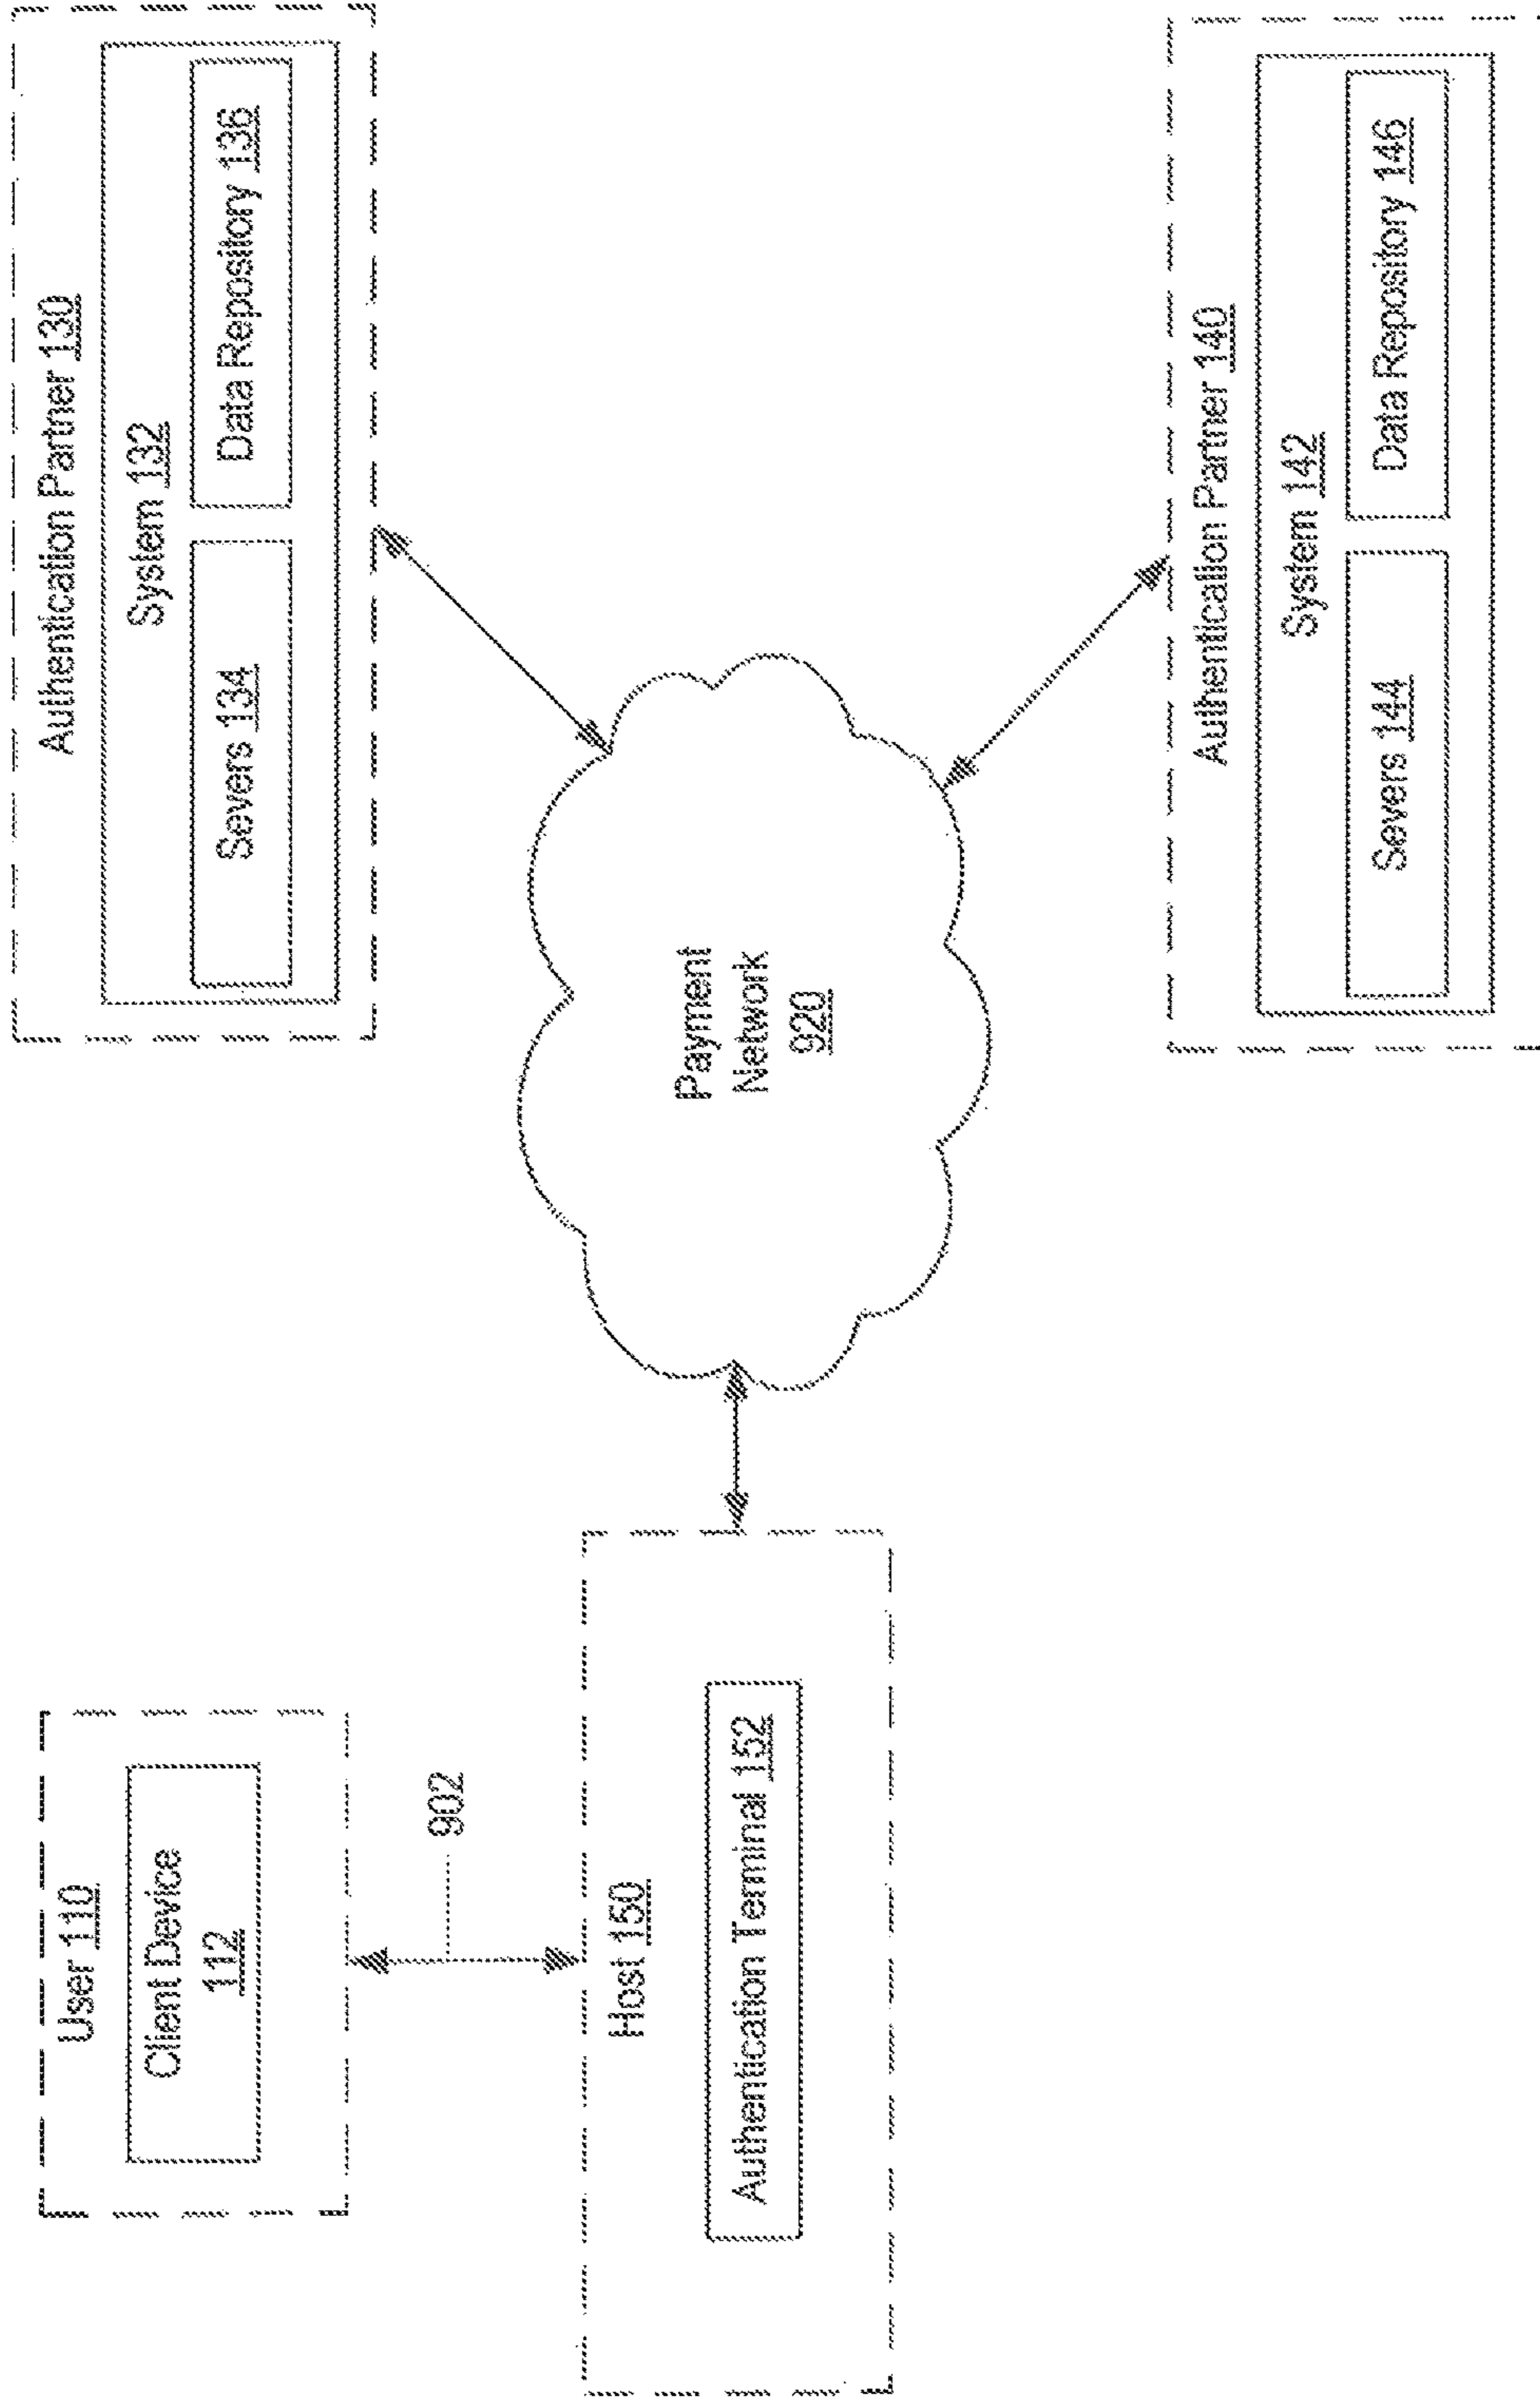 User 110
Client Device
112
902
Host 150
Authentication Terminal 152
Payment
Network
920
Authentication Partner 130
System 132
Severs 134
Data Repository 136
Authentication Partner 140
System 142
Severs 144
Data Repository 146